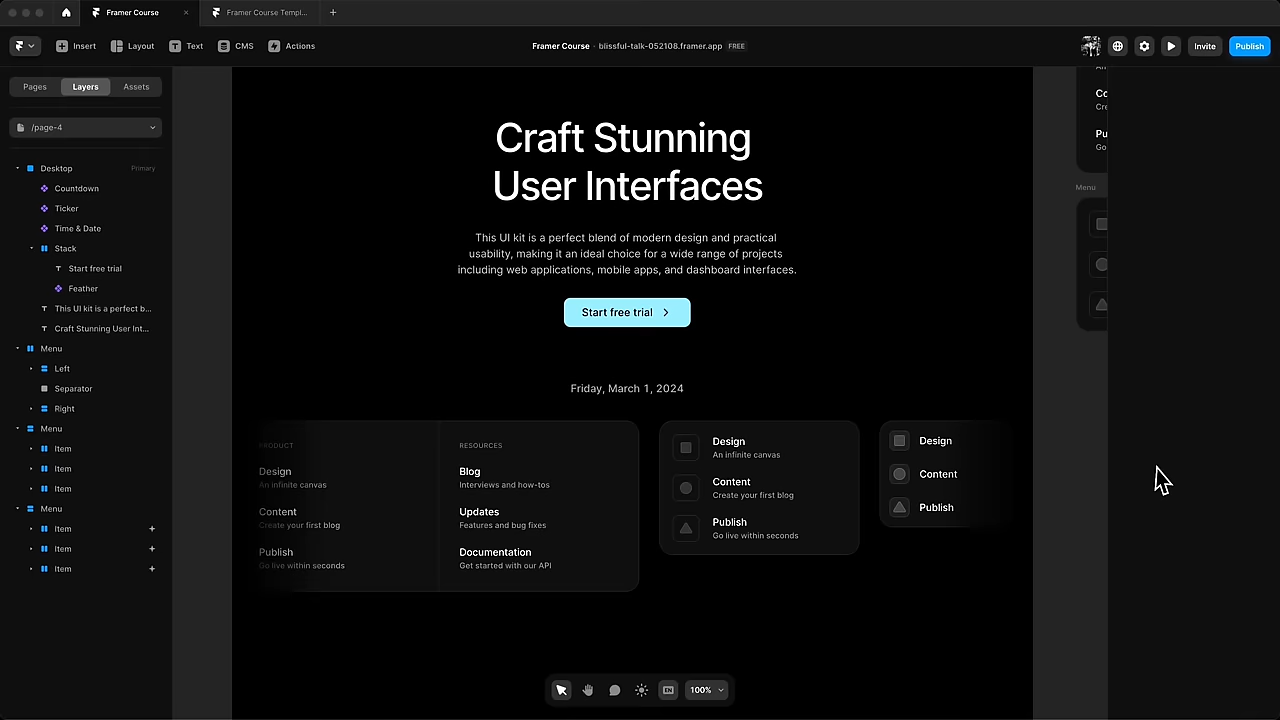 Framer Course
Framer Course Templ...
Insert
Layout
Text
CMS
Actions
Framer Course · blissful-talk-052108.framer.app FREE
Invite
Publish
Pages
Layers
Assets
/page-4
Desktop
Primary
Countdown
Ticker
Time & Date
Stack
Start free trial
Feather
This UI kit is a perfect b...
Craft Stunning User Int...
Menu
Left
Separator
Right
Menu
Item
Item
Item
Menu
Item
Item
Item
Craft Stunning
User Interfaces
This UI kit is a perfect blend of modern design and practical
usability, making it an ideal choice for a wide range of projects
including web applications, mobile apps, and dashboard interfaces.
Start free trial
Friday, March 1, 2024
PRODUCT
Design
An infinite canvas
Content
Create your first blog
Publish
Go live within seconds
RESOURCES
Blog
Interviews and how-tos
Updates
Features and bug fixes
Documentation
Get started with our API
Design
An infinite canvas
Content
Create your first blog
Publish
Go live within seconds
Design
Content
Publish
Co
Cre
Pu
Go
Menu
EN
100%